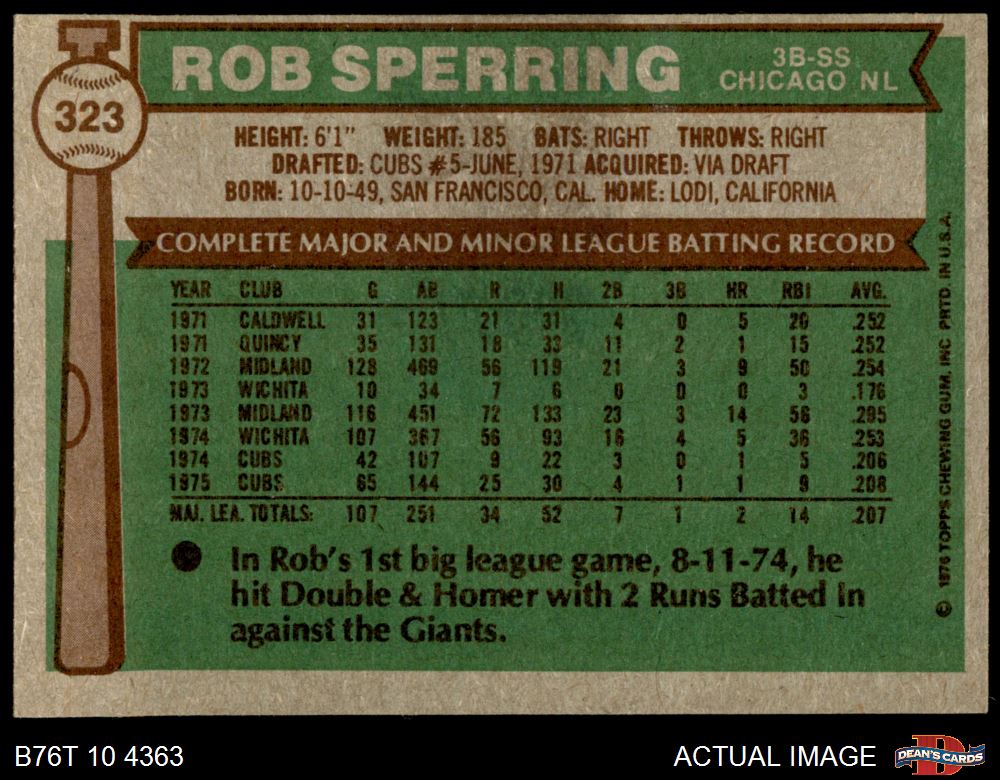 323
ROB SPERRING
3B-SS
CHICAGO NL
HEIGHT: 6'1" WEIGHT: 185 BATS: RIGHT THROWS: RIGHT
DRAFTED: CUBS #5-JUNE, 1971 ACQUIRED: VIA DRAFT
BORN: 10-10-49, SAN FRANCISCO, CAL. HOME: LODI, CALIFORNIA
COMPLETE MAJOR AND MINOR LEAGUE BATTING RECORD
YEAR CLUB G AB R H 2B 3B HR RBI AVG.
1971 CALDWELL 31 123 21 31 4 0 5 20 .252
1971 QUINCY 35 131 18 33 11 2 1 15 .252
1972 MIDLAND 128 469 56 119 21 3 9 50 .254
1973 WICHITA 10 34 7 6 0 0 0 3 .176
1973 MIDLAND 116 451 72 133 23 3 14 56 .295
1974 WICHITA 107 367 56 93 16 4 5 36 .253
1974 CUBS 42 107 9 22 3 0 1 5 .206
1975 CUBS 65 144 25 30 4 1 1 9 .208
MAJ. LEA. TOTALS: 107 251 34 52 7 1 2 14 .207
In Rob's 1st big league game, 8-11-74, he
hit Double & Homer with 2 Runs Batted In
against the Giants.
© 1976 TOPPS CHEWING GUM, INC. PRTD. IN U.S.A.
B76T 10 4363
ACTUAL IMAGE
DEAN'S CARDS